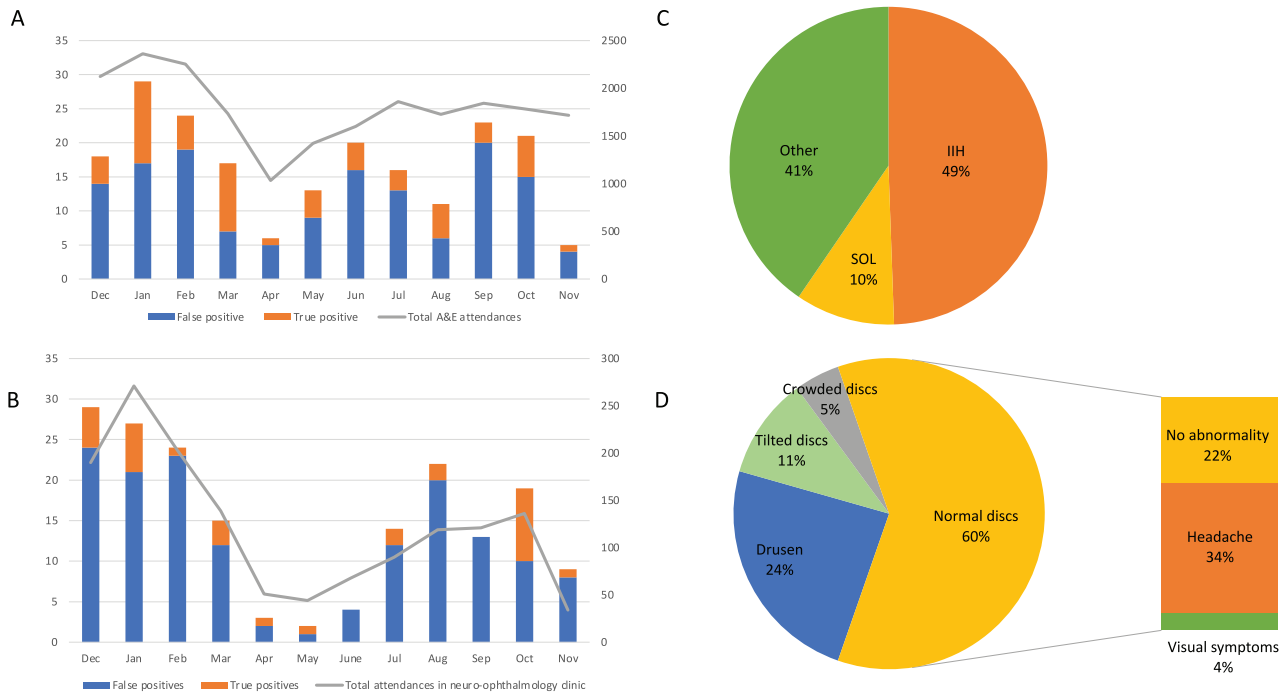 A
35
30
25
20
15
10
5
0
2500
2000
1500
1000
500
0
Dec Jan Feb Mar Apr May Jun Jul Aug Sep Oct Nov
False positive True positive Total A&E attendances
B
35
30
25
20
15
10
5
0
300
250
200
150
100
50
0
Dec Jan Feb Mar Apr May June Jul Aug Sep Oct Nov
False positives True positives Total attendances in neuro-ophthalmology clinic
C
Other
41%
IIH
49%
SOL
10%
D
Crowded discs
5%
Tilted discs
11%
Drusen
24%
Normal discs
60%
No abnormality
22%
Headache
34%
Visual symptoms
4%